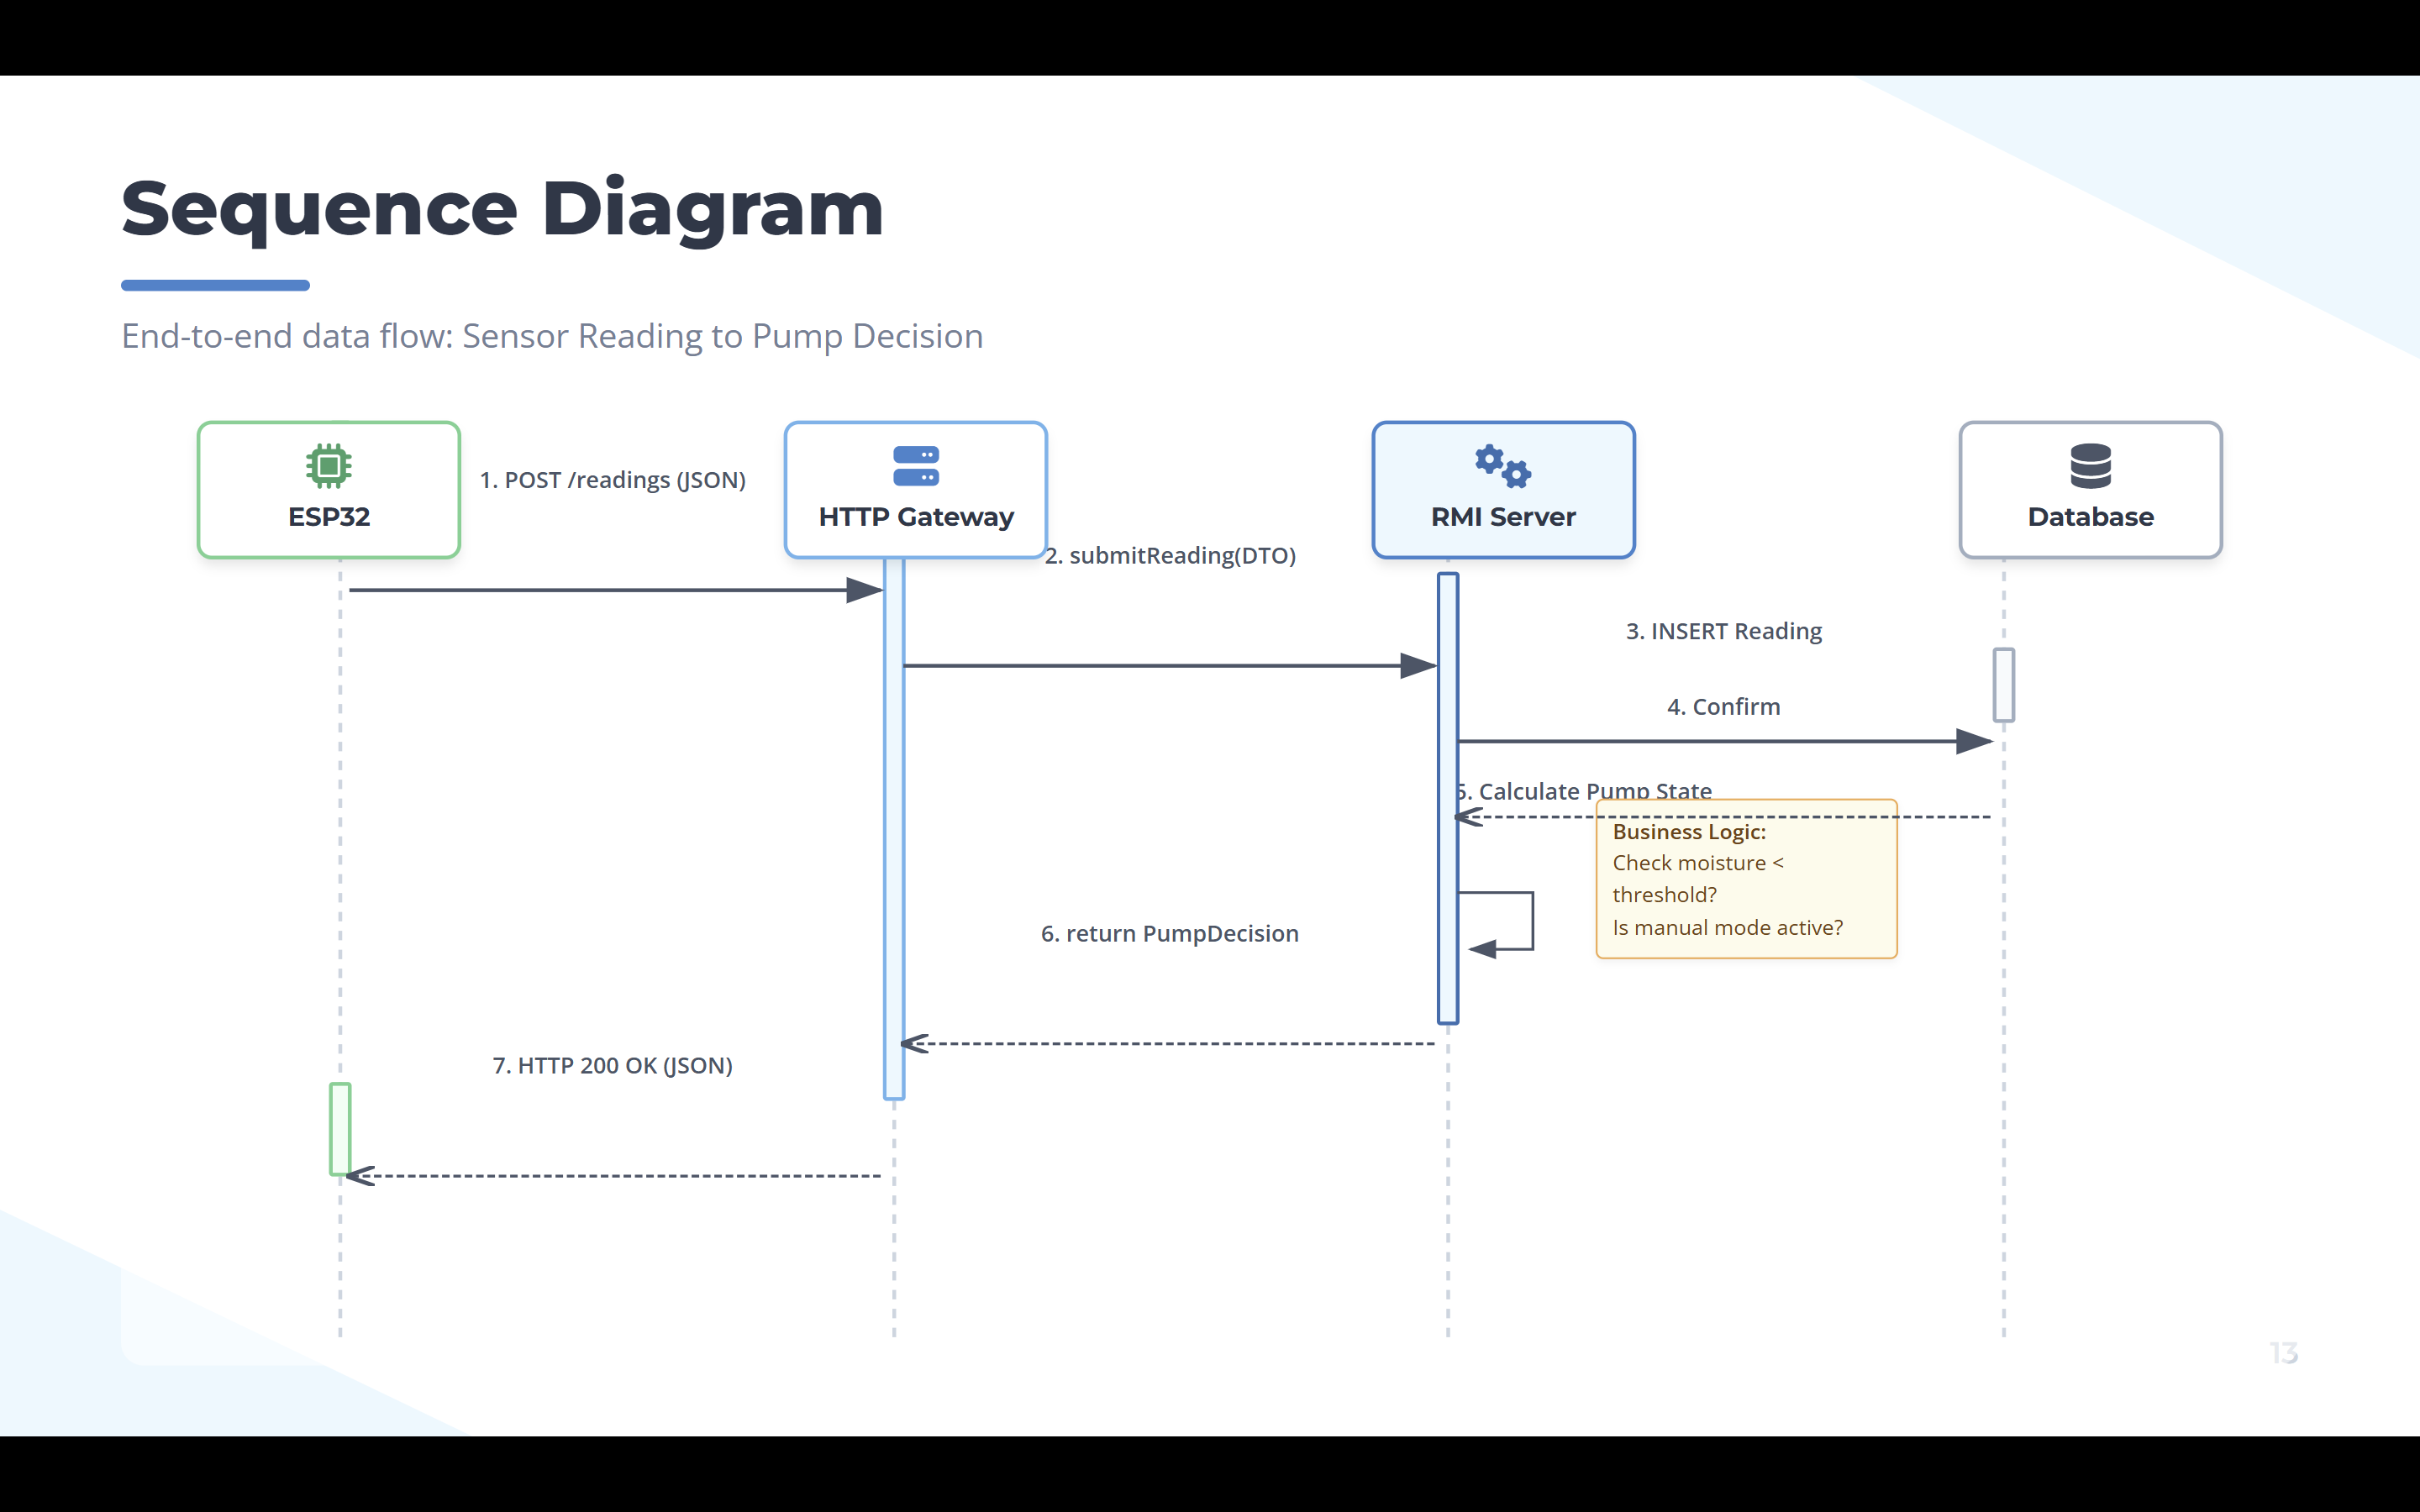 Sequence Diagram
End-to-end data flow: Sensor Reading to Pump Decision
ESP32
1. POST /readings (JSON)
HTTP Gateway
RMI Server
Database
2. submitReading(DTO)
3. INSERT Reading
4. Confirm
5. Calculate Pump State
Business Logic:
Check moisture <
threshold?
Is manual mode active?
6. return PumpDecision
7. HTTP 200 OK (JSON)
13